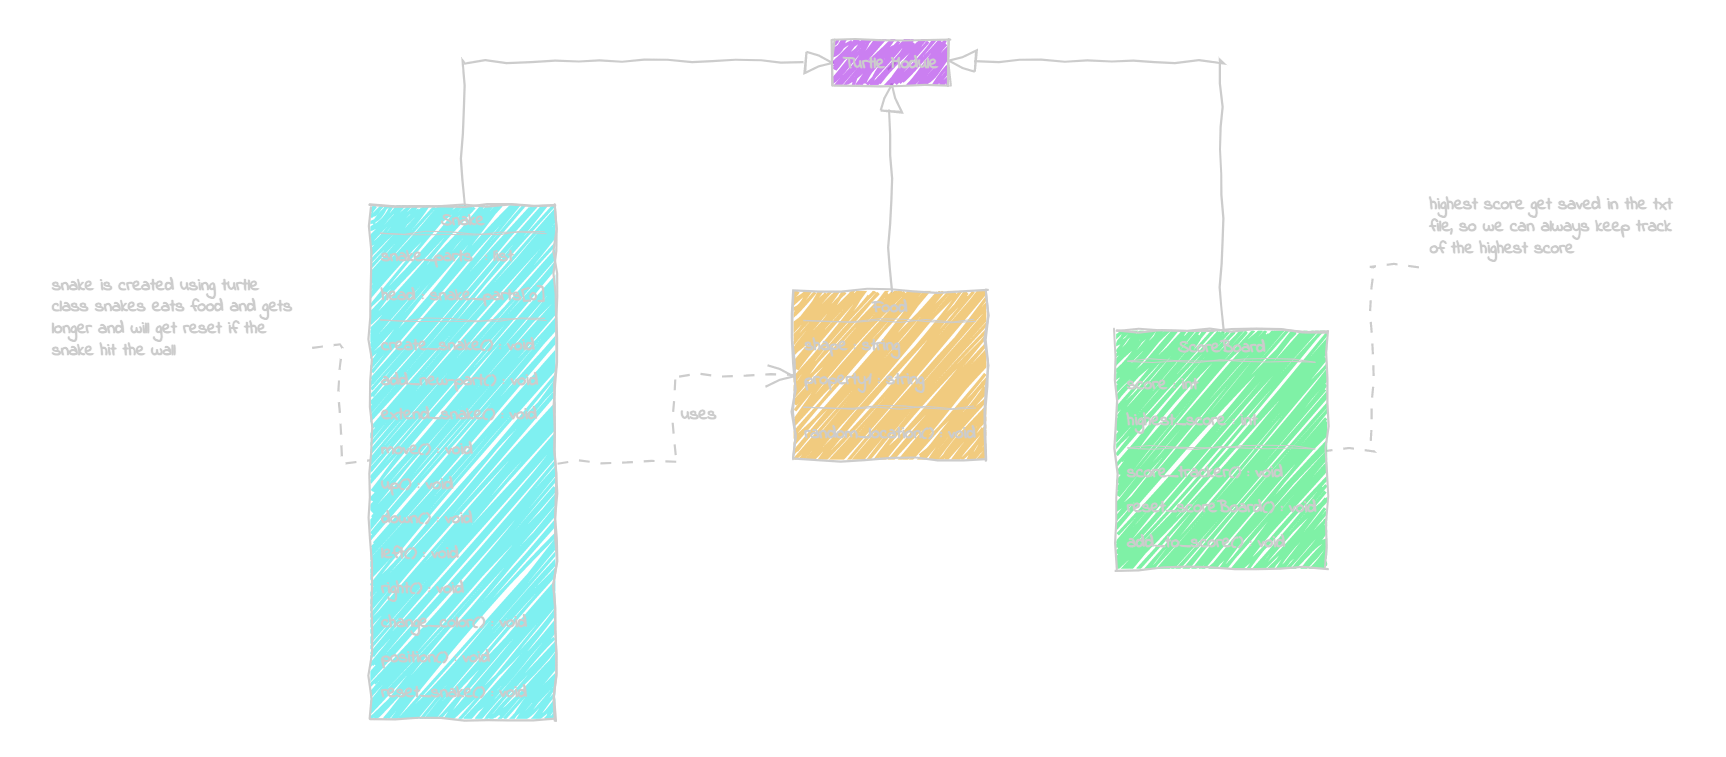 Turtle Module
Snake
snake_parts : list
head : snake_parts[0]
create_snake() : void
add_newpart() : void
extend_snake() : void
move() : void
up() : void
down() : void
left() : void
right() : void
change_color() : void
position() : void
reset_snake() : void
snake is created using turtle
class snakes eats food and gets
longer and will get reset if the
snake hit the wall
uses
Food
shape : string
property1 : string
random_location() : void
ScoreBoard
score : int
highest_score : int
void
reset_scoreBoard() : void
add_to_score() : void
highest score get saved in the txt
file, so we can always keep track
of the highest score